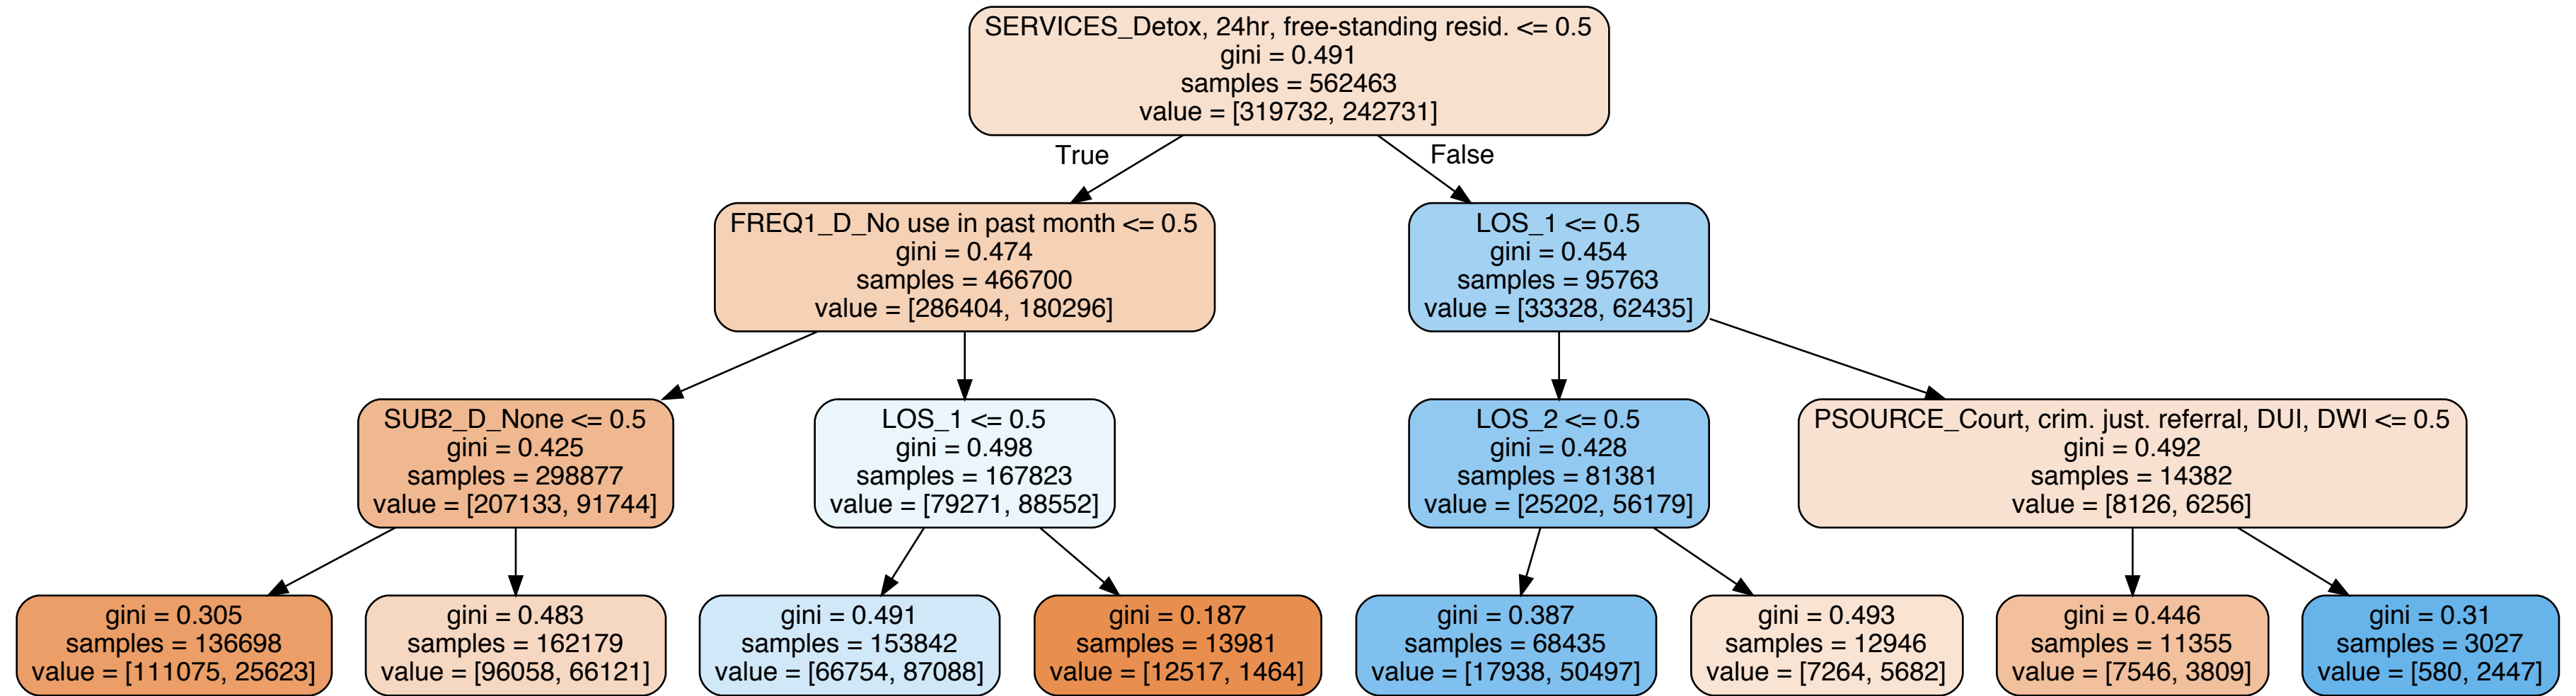 SERVICES_Detox, 24hr, free-standing resid. <= 0.5
gini = 0.491
samples = 562463
value = [319732, 242731]
True
False
FREQ1_D_No use in past month <= 0.5
gini = 0.474
samples = 466700
value = [286404, 180296]
LOS_1 <= 0.5
gini = 0.454
samples = 95763
value = [33328, 62435]
SUB2_D_None <= 0.5
gini = 0.425
samples = 298877
value = [207133, 91744]
LOS_1 <= 0.5
gini = 0.498
samples = 167823
value = [79271, 88552]
LOS_2 <= 0.5
gini = 0.428
samples = 81381
value = [25202, 56179]
PSOURCE_Court, crim. just. referral, DUI, DWI <= 0.5
gini = 0.492
samples = 14382
value = [8126, 6256]
gini = 0.305
samples = 136698
value = [111075, 25623]
gini = 0.483
samples = 162179
value = [96058, 66121]
gini = 0.491
samples = 153842
value = [66754, 87088]
gini = 0.187
samples = 13981
value = [12517, 1464]
gini = 0.387
samples = 68435
value = [17938, 50497]
gini = 0.493
samples = 12946
value = [7264, 5682]
gini = 0.446
samples = 11355
value = [7546, 3809]
gini = 0.31
samples = 3027
value = [580, 2447]